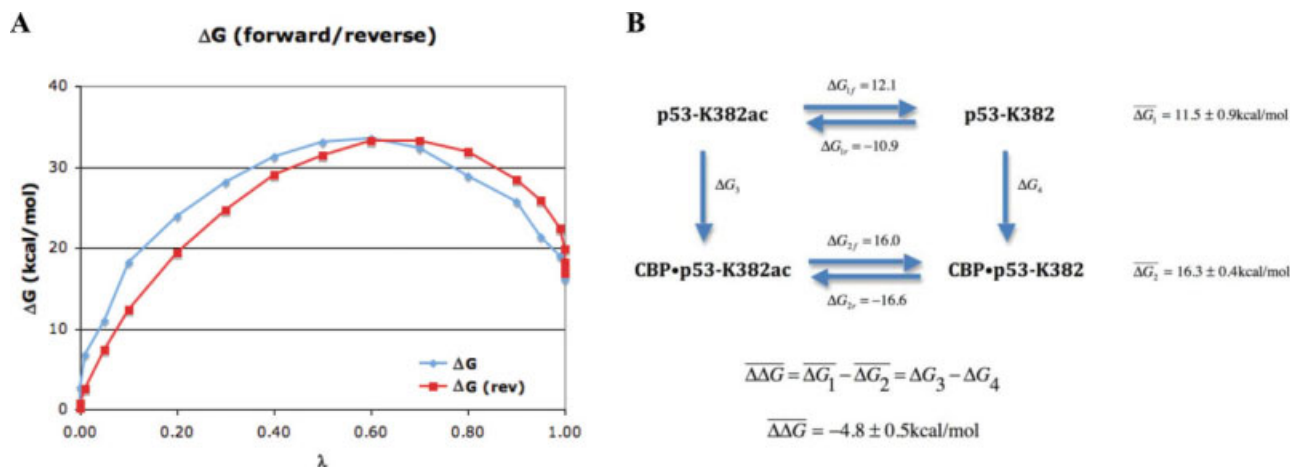 A
ΔG (forward/reverse)
ΔG (kcal/mol)
40
30
20
10
0
0.00 0.20 0.40 0.60 0.80 1.00
λ
ΔG
ΔG (rev)
B
p53-K382ac
ΔG1f = 12.1
ΔG1r = −10.9
p53-K382
ΔG1 = 11.5 ± 0.9kcal/mol
ΔG3
ΔG4
CBP•p53-K382ac
ΔG2f = 16.0
ΔG2r = −16.6
CBP•p53-K382
ΔG2 = 16.3 ± 0.4kcal/mol
ΔΔG = ΔG1 − ΔG2 = ΔG3 − ΔG4
ΔΔG = −4.8 ± 0.5kcal/mol